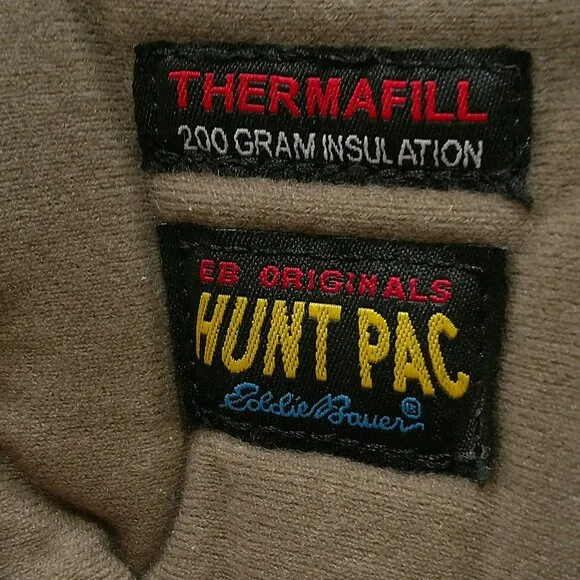 THERMAFILL
200 GRAM INSULATION
EB ORIGINALS
HUNT PAC
Eddie Bauer®